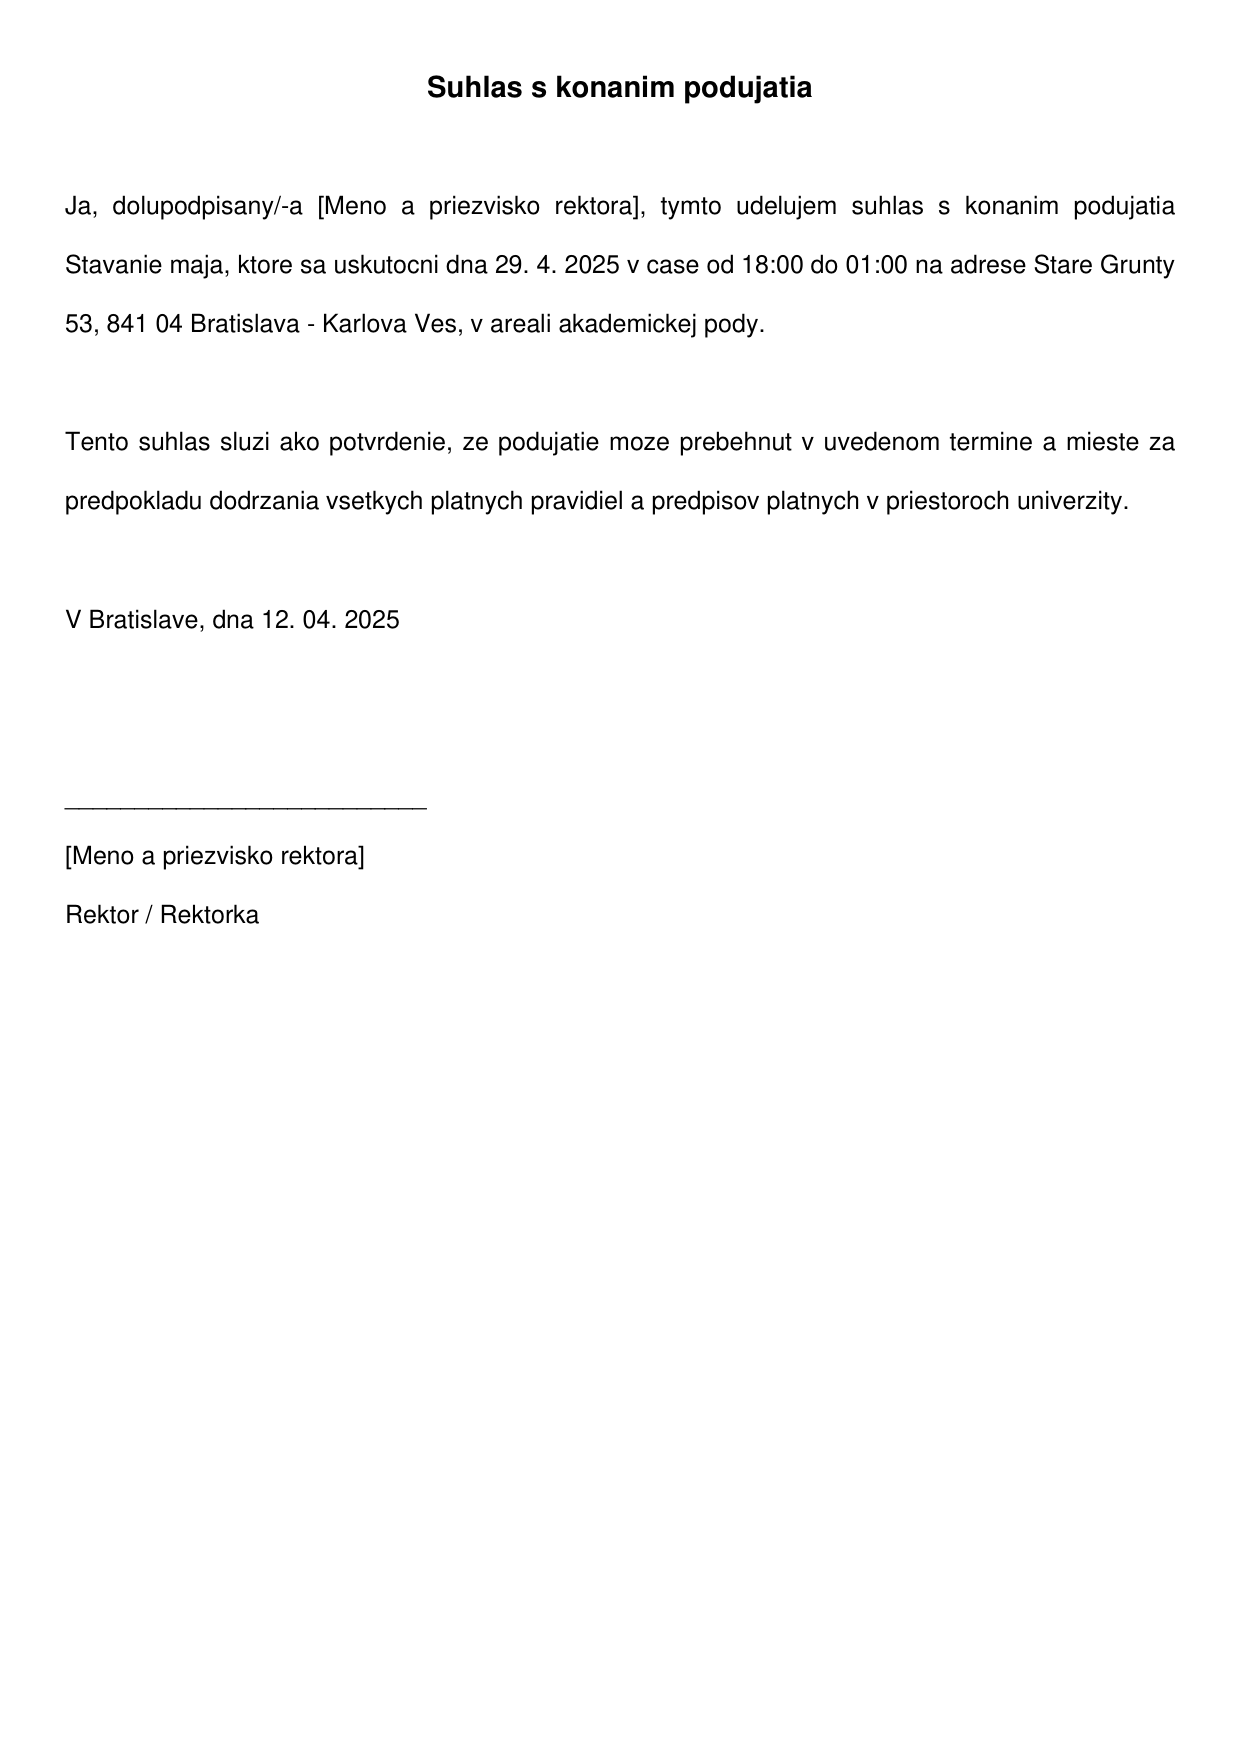 Suhlas s konanim podujatia
Ja, dolupodpisany/-a [Meno a priezvisko rektora], tymto udelujem suhlas s konanim podujatia
Stavanie maja, ktore sa uskutocni dna 29. 4. 2025 v case od 18:00 do 01:00 na adrese Stare Grunty
53, 841 04 Bratislava - Karlova Ves, v areali akademickej pody.
Tento suhlas sluzi ako potvrdenie, ze podujatie moze prebehnut v uvedenom termine a mieste za
predpokladu dodrzania vsetkych platnych pravidiel a predpisov platnych v priestoroch univerzity.
V Bratislave, dna 12. 04. 2025
__________________________
[Meno a priezvisko rektora]
Rektor / Rektorka